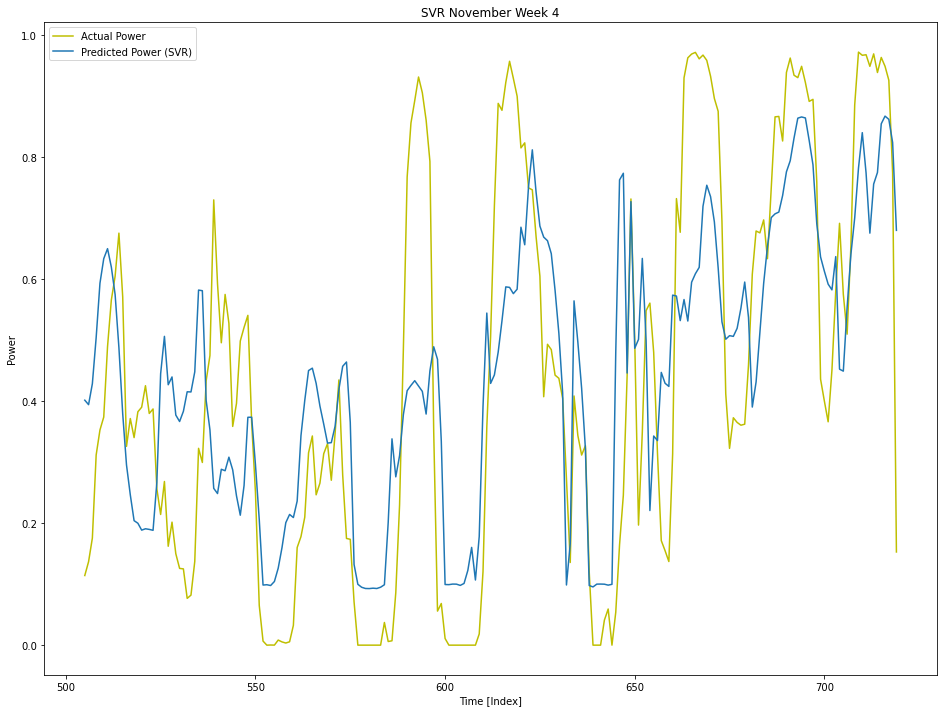 SVR November Week 4
Actual Power
Predicted Power (SVR)
1.0
0.8
0.6
0.4
0.2
0.0
Power
500
550
600
650
700
Time [Index]